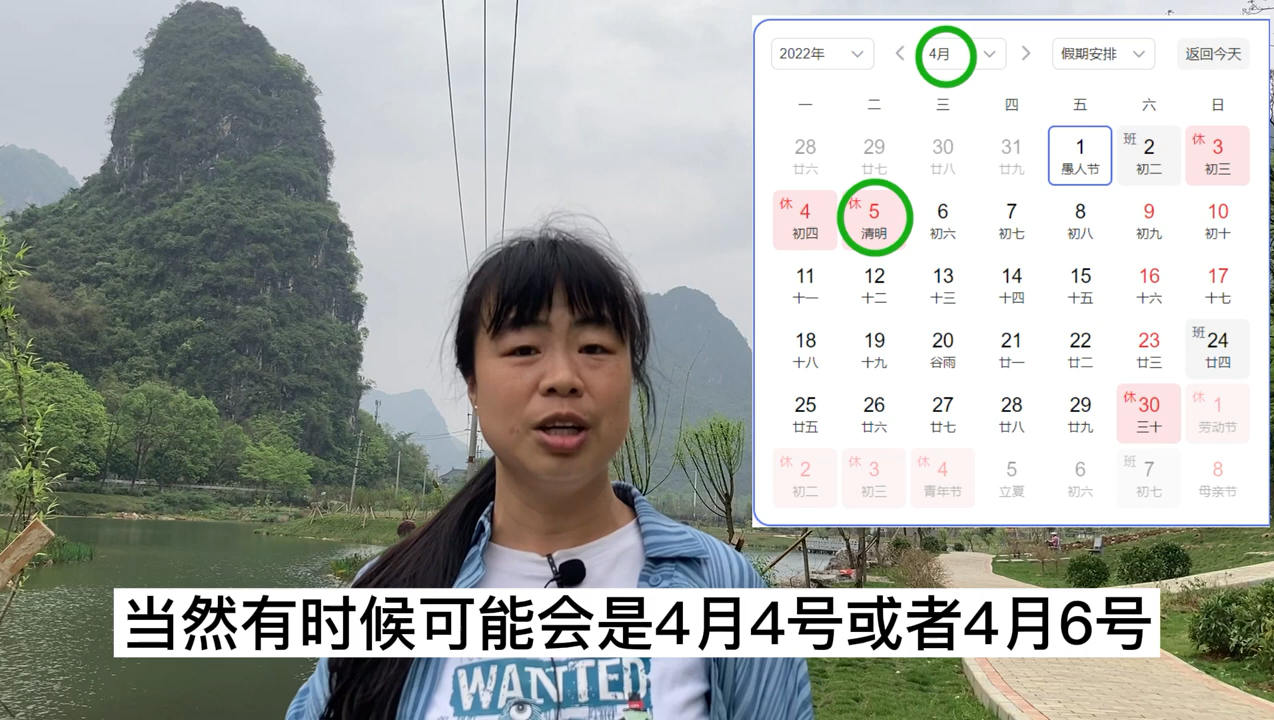 2022年 4月 假期安排 返回今天
一 二 三 四 五 六 日
28 29 30 31 1 班 2 休 3
廿六 廿七 廿八 廿九 愚人节 初二 初三
休 4 休 5 6 7 8 9 10
初四 清明 初六 初七 初八 初九 初十
11 12 13 14 15 16 17
十一 十二 十三 十四 十五 十六 十七
18 19 20 21 22 23 班 24
十八 十九 谷雨 廿一 廿二 廿三 廿四
25 26 27 28 29 休 30 休 1
廿五 廿六 廿七 廿八 廿九 三十 劳动节
休 2 休 3 休 4 5 6 班 7 8
初二 初三 青年节 立夏 初六 初七 母亲节
当然有时候可能会是4月4号或者4月6号
WANTED